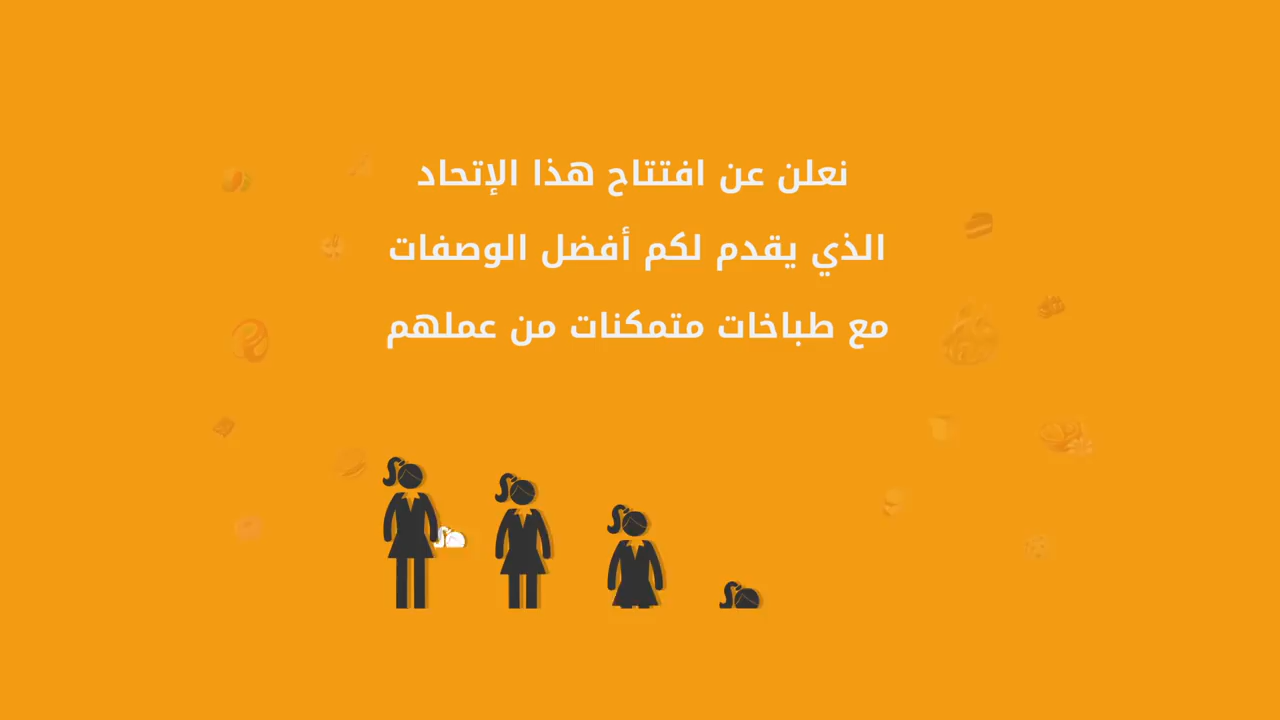 نعلن عن افتتاح هذا الإتحاد
الذي يقدم لكم أفضل الوصفات
مع طباخات متمكنات من عملهم